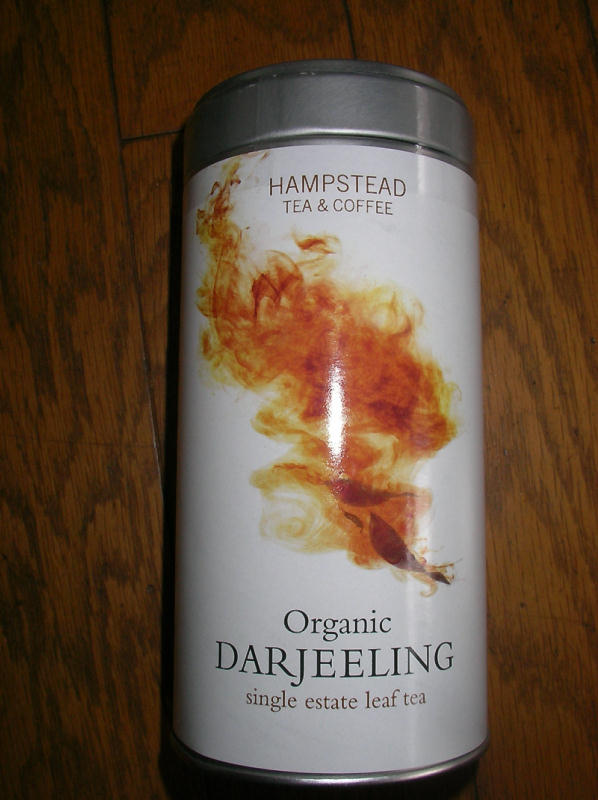 HAMPSTEAD
TEA & COFFEE
Organic
DARJEELING
single estate leaf tea